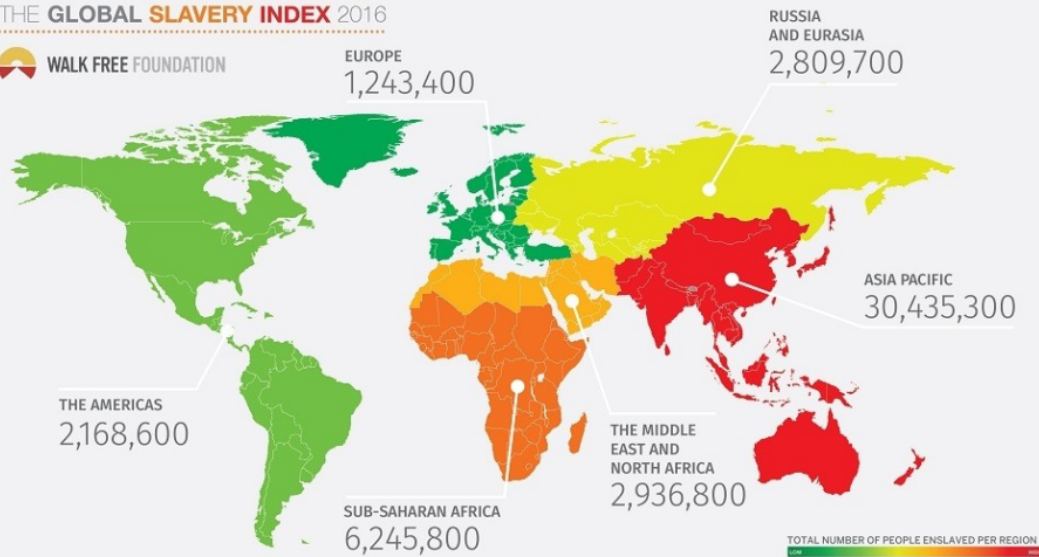 THE GLOBAL SLAVERY INDEX 2016
WALK FREE FOUNDATION
EUROPE
1,243,400
RUSSIA
AND EURASIA
2,809,700
ASIA PACIFIC
30,435,300
THE AMERICAS
2,168,600
THE MIDDLE
EAST AND
NORTH AFRICA
2,936,800
SUB-SAHARAN AFRICA
6,245,800
TOTAL NUMBER OF PEOPLE ENSLAVED PER REGION
LOW